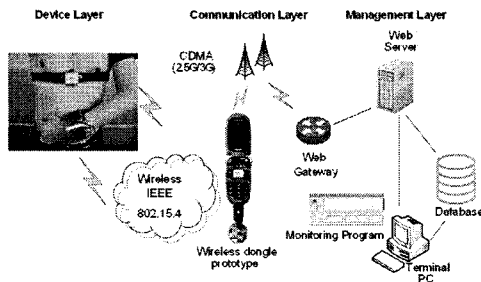 Device Layer
Communication Layer
Management Layer
CDMA
(2.5G/3G)
Web
Server
Wireless
IEEE
802.15.4
Web
Gateway
Database
Monitoring Program
Wireless dongle
prototype
Terminal
PC